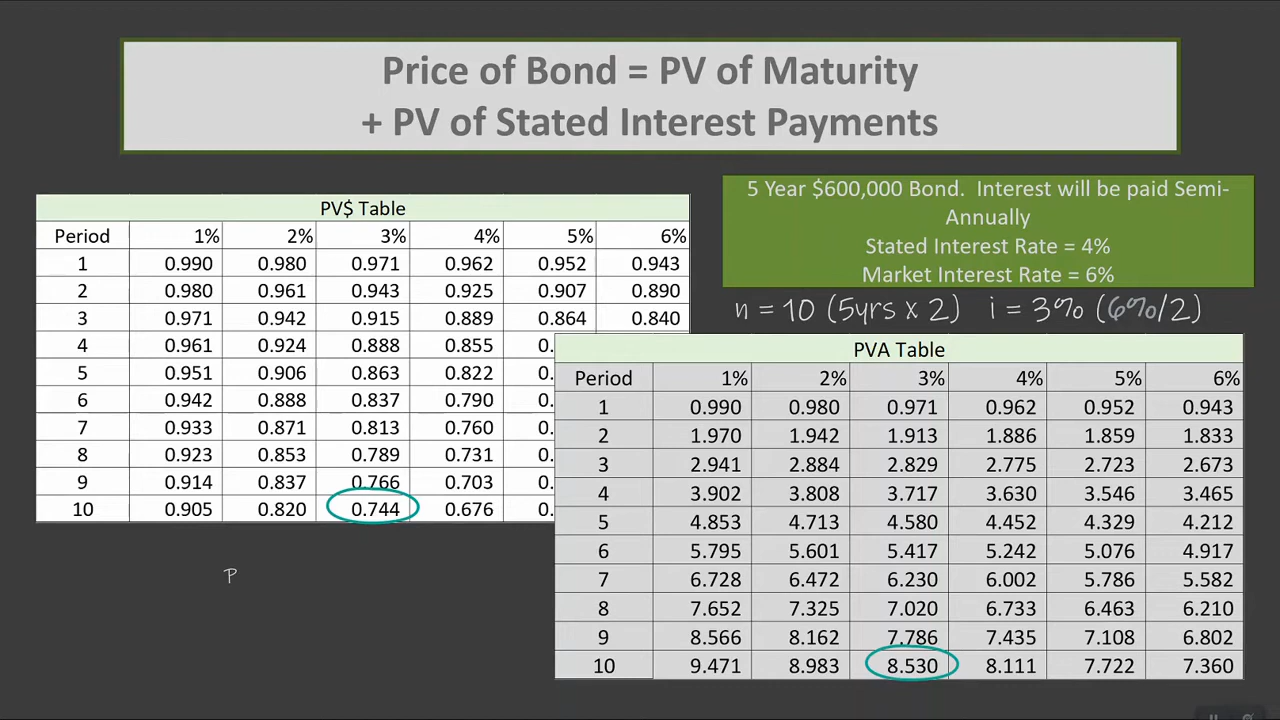 Price of Bond = PV of Maturity
+ PV of Stated Interest Payments
5 Year $600,000 Bond. Interest will be paid Semi-
Annually
Stated Interest Rate = 4%
Market Interest Rate = 6%
n = 10 (5yrs x 2) i = 3% (6%/2)
PV$ Table
Period 1% 2% 3% 4% 5% 6%
1 0.990 0.980 0.971 0.962 0.952 0.943
2 0.980 0.961 0.943 0.925 0.907 0.890
3 0.971 0.942 0.915 0.889 0.864 0.840
4 0.961 0.924 0.888 0.855 0.
5 0.951 0.906 0.863 0.822 0.
6 0.942 0.888 0.837 0.790 0.
7 0.933 0.871 0.813 0.760 0.
8 0.923 0.853 0.789 0.731 0.
9 0.914 0.837 0.766 0.703 0.
10 0.905 0.820 0.744 0.676 0.
PVA Table
Period 1% 2% 3% 4% 5% 6%
1 0.990 0.980 0.971 0.962 0.952 0.943
2 1.970 1.942 1.913 1.886 1.859 1.833
3 2.941 2.884 2.829 2.775 2.723 2.673
4 3.902 3.808 3.717 3.630 3.546 3.465
5 4.853 4.713 4.580 4.452 4.329 4.212
6 5.795 5.601 5.417 5.242 5.076 4.917
7 6.728 6.472 6.230 6.002 5.786 5.582
8 7.652 7.325 7.020 6.733 6.463 6.210
9 8.566 8.162 7.786 7.435 7.108 6.802
10 9.471 8.983 8.530 8.111 7.722 7.360
P